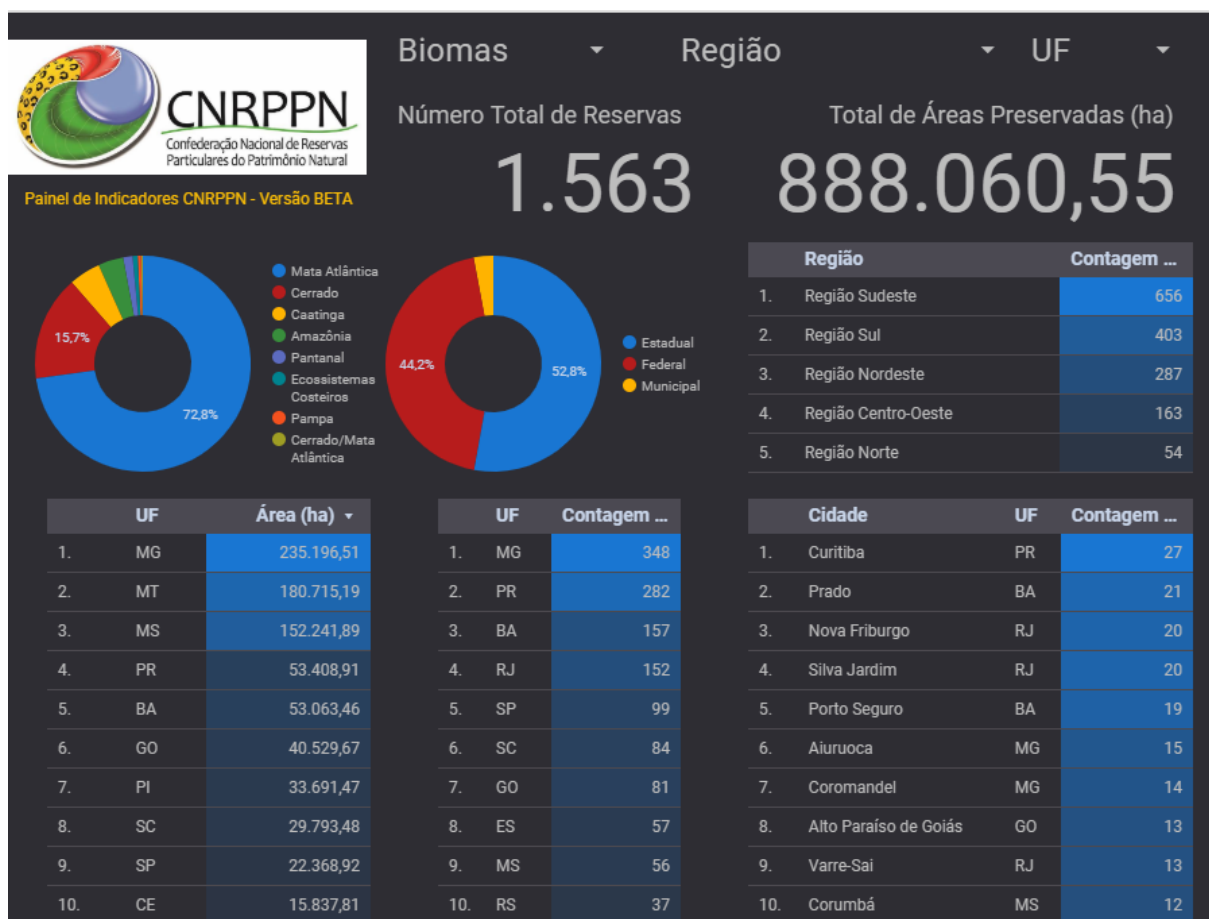 CNRPPN
Confederação Nacional de Reservas
Particulares do Patrimônio Natural
Painel de Indicadores CNRPPN - Versão BETA
Biomas
Região
UF
Número Total de Reservas
1.563
Total de Áreas Preservadas (ha)
888.060,55
15,7%
72,8%
Mata Atlântica
Cerrado
Caatinga
Amazônia
Pantanal
Ecossistemas
Costeiros
Pampa
Cerrado/Mata
Atlântica
44,2%
52,8%
Estadual
Federal
Municipal
Região Contagem ...
1. Região Sudeste 656
2. Região Sul 403
3. Região Nordeste 287
4. Região Centro-Oeste 163
5. Região Norte 54
UF Área (ha)
1. MG 235.196,51
2. MT 180.715,19
3. MS 152.241,89
4. PR 53.408,91
5. BA 53.063,46
6. GO 40.529,67
7. PI 33.691,47
8. SC 29.793,48
9. SP 22.368,92
10. CE 15.837,81
UF Contagem ...
1. MG 348
2. PR 282
3. BA 157
4. RJ 152
5. SP 99
6. SC 84
7. GO 81
8. ES 57
9. MS 56
10. RS 37
Cidade UF Contagem ...
1. Curitiba PR 27
2. Prado BA 21
3. Nova Friburgo RJ 20
4. Silva Jardim RJ 20
5. Porto Seguro BA 19
6. Aiuruoca MG 15
7. Coromandel MG 14
8. Alto Paraíso de Goiás GO 13
9. Varre-Sai RJ 13
10. Corumbá MS 12